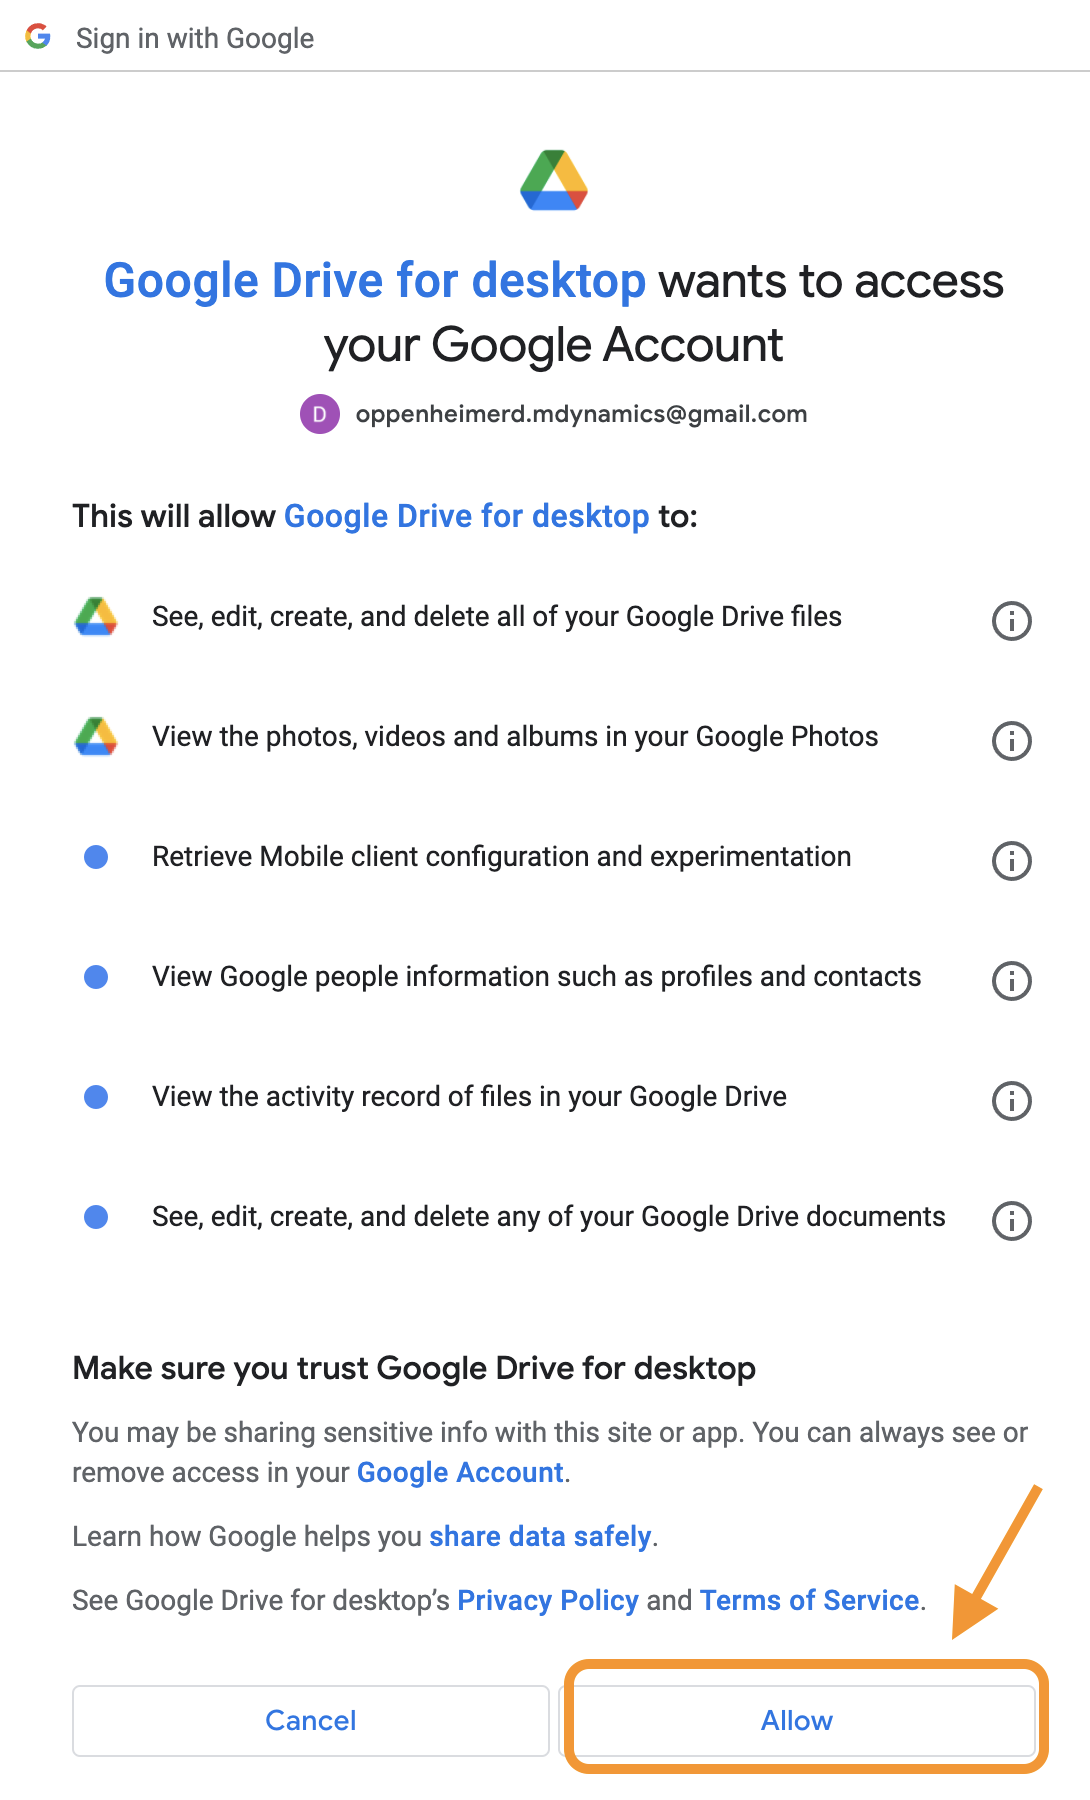 Sign in with Google
Google Drive for desktop wants to access
your Google Account
D oppenheimerd.mdynamics@gmail.com
This will allow Google Drive for desktop to:
See, edit, create, and delete all of your Google Drive files
View the photos, videos and albums in your Google Photos
Retrieve Mobile client configuration and experimentation
View Google people information such as profiles and contacts
View the activity record of files in your Google Drive
See, edit, create, and delete any of your Google Drive documents
Make sure you trust Google Drive for desktop
You may be sharing sensitive info with this site or app. You can always see or
remove access in your Google Account.
Learn how Google helps you share data safely.
See Google Drive for desktop’s Privacy Policy and Terms of Service.
Cancel Allow